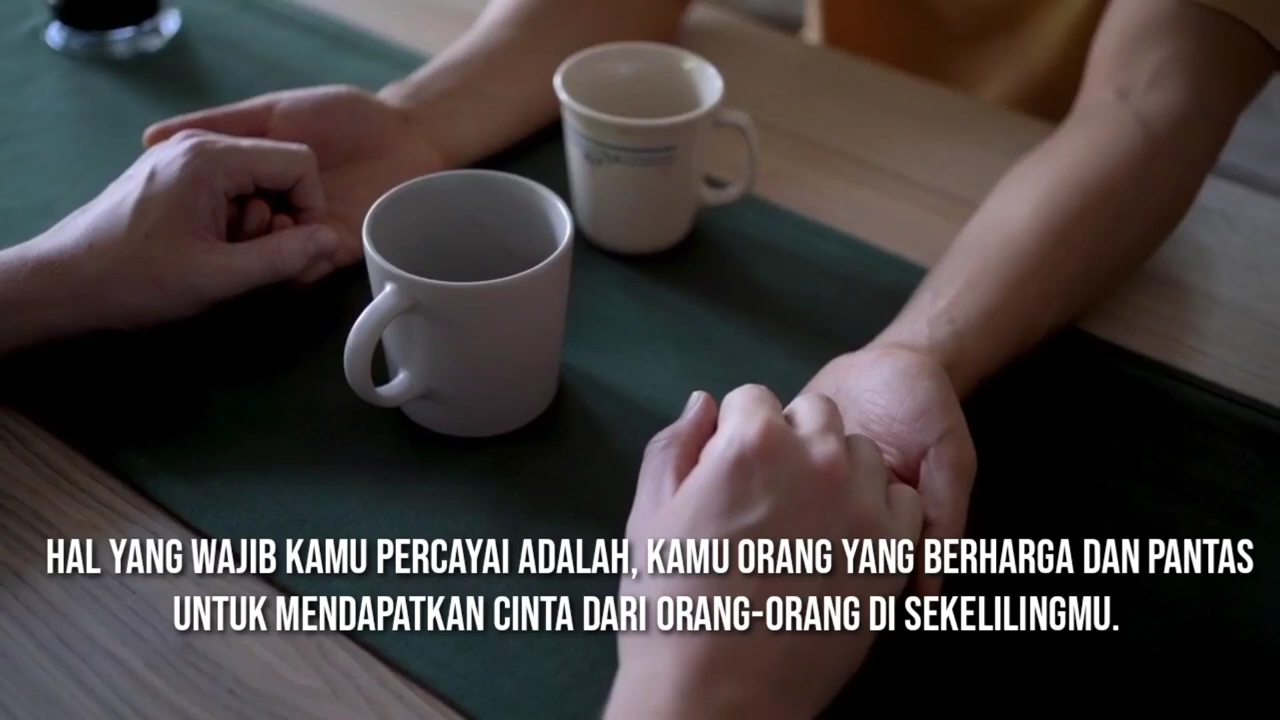 HAL YANG WAJIB KAMU PERCAYAI ADALAH, KAMU ORANG YANG BERHARGA DAN PANTAS
UNTUK MENDAPATKAN CINTA DARI ORANG-ORANG DI SEKELILINGMU.